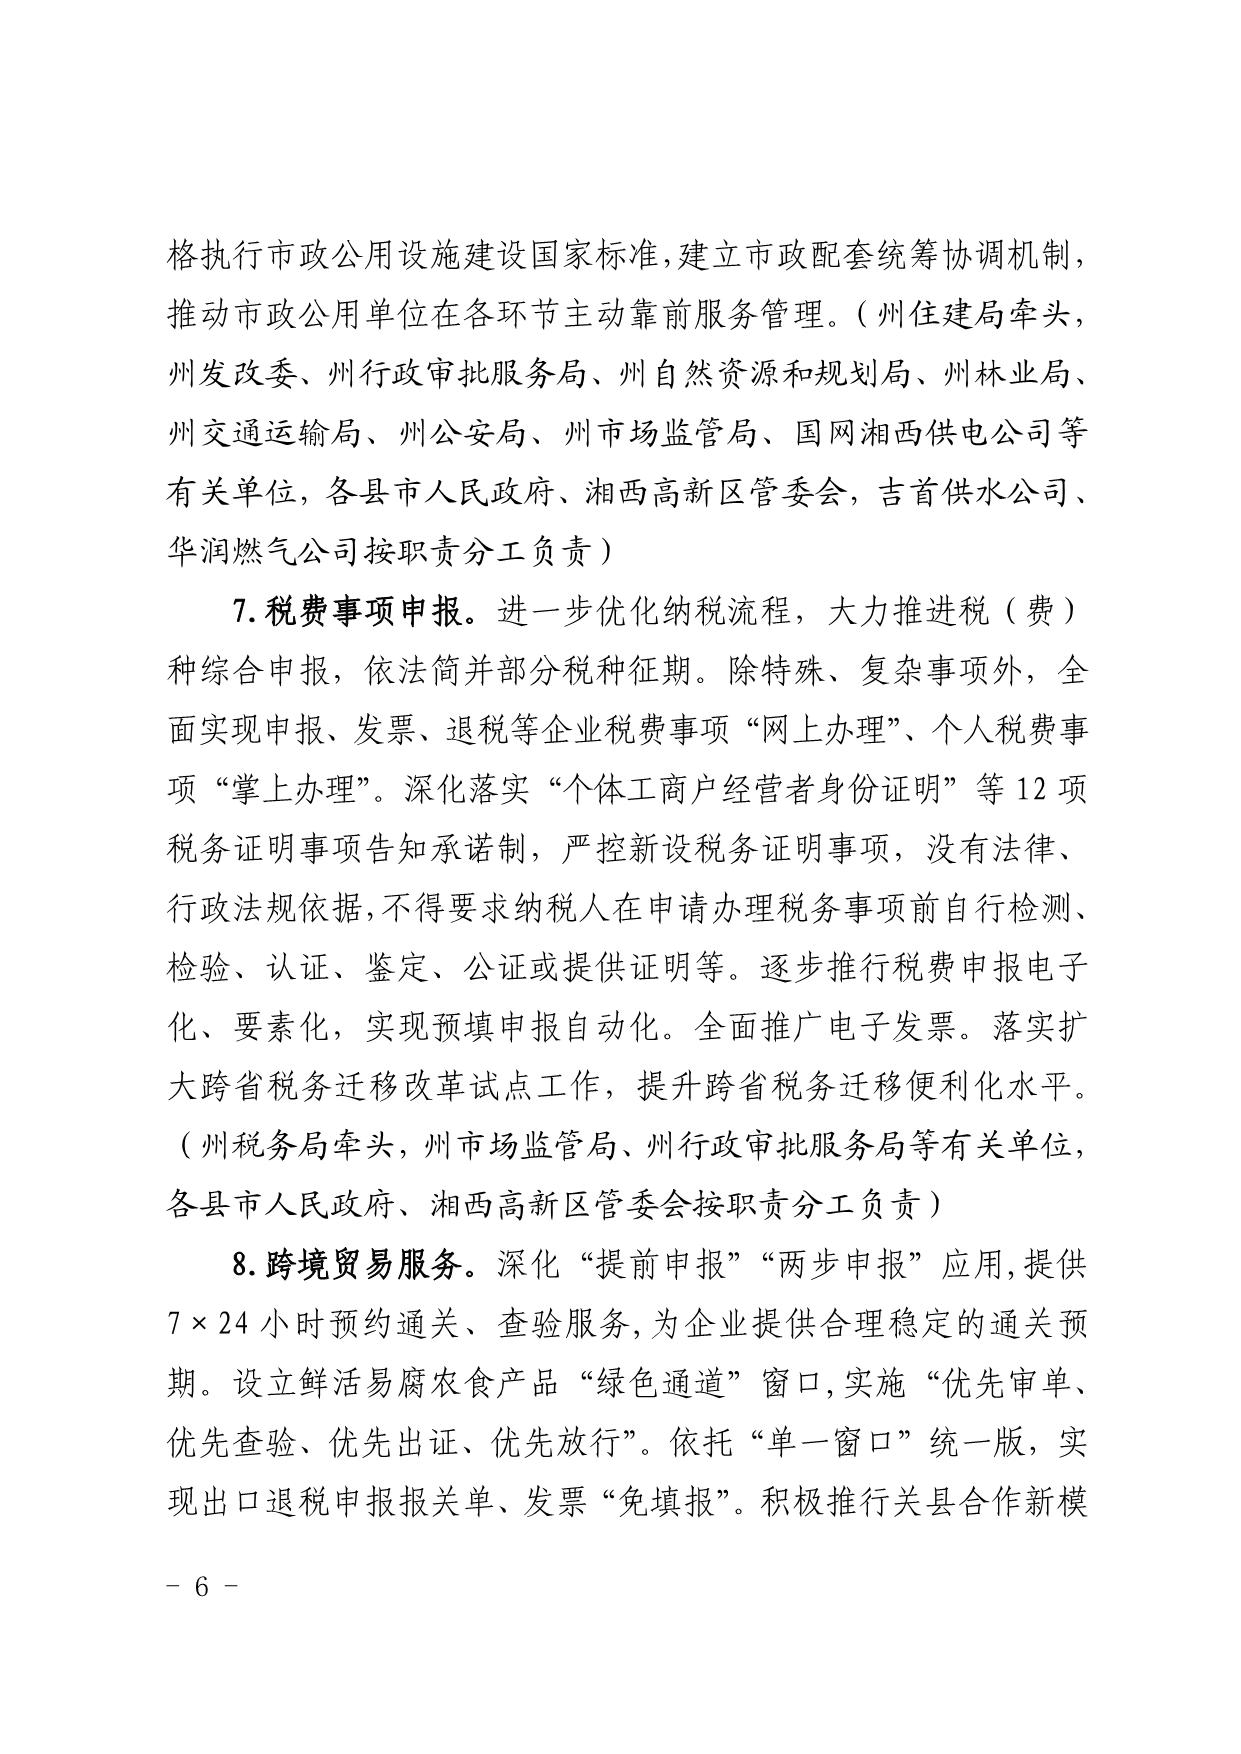 格执行市政公用设施建设国家标准,建立市政配套统筹协调机制,
推动市政公用单位在各环节主动靠前服务管理。（州住建局牵头,
州发改委、州行政审批服务局、州自然资源和规划局、州林业局、
州交通运输局、州公安局、州市场监管局、国网湘西供电公司等
有关单位，各县市人民政府、湘西高新区管委会，吉首供水公司、
华润燃气公司按职责分工负责）
7. 税费事项申报。进一步优化纳税流程，大力推进税（费）
种综合申报，依法简并部分税种征期。除特殊、复杂事项外，全
面实现申报、发票、退税等企业税费事项“网上办理”、个人税费事
项“掌上办理”。深化落实“个体工商户经营者身份证明”等 12 项
税务证明事项告知承诺制，严控新设税务证明事项，没有法律、
行政法规依据,不得要求纳税人在申请办理税务事项前自行检测、
检验、认证、鉴定、公证或提供证明等。逐步推行税费申报电子
化、要素化，实现预填申报自动化。全面推广电子发票。落实扩
大跨省税务迁移改革试点工作，提升跨省税务迁移便利化水平。
（州税务局牵头, 州市场监管局、州行政审批服务局等有关单位,
各县市人民政府、湘西高新区管委会按职责分工负责）
8. 跨境贸易服务。深化“提前申报”“两步申报”应用,提供
7×24 小时预约通关、查验服务,为企业提供合理稳定的通关预
期。设立鲜活易腐农食产品“绿色通道”窗口,实施“优先审单、
优先查验、优先出证、优先放行”。依托“单一窗口”统一版，实
现出口退税申报报关单、发票“免填报”。积极推行关县合作新模
- 6 -